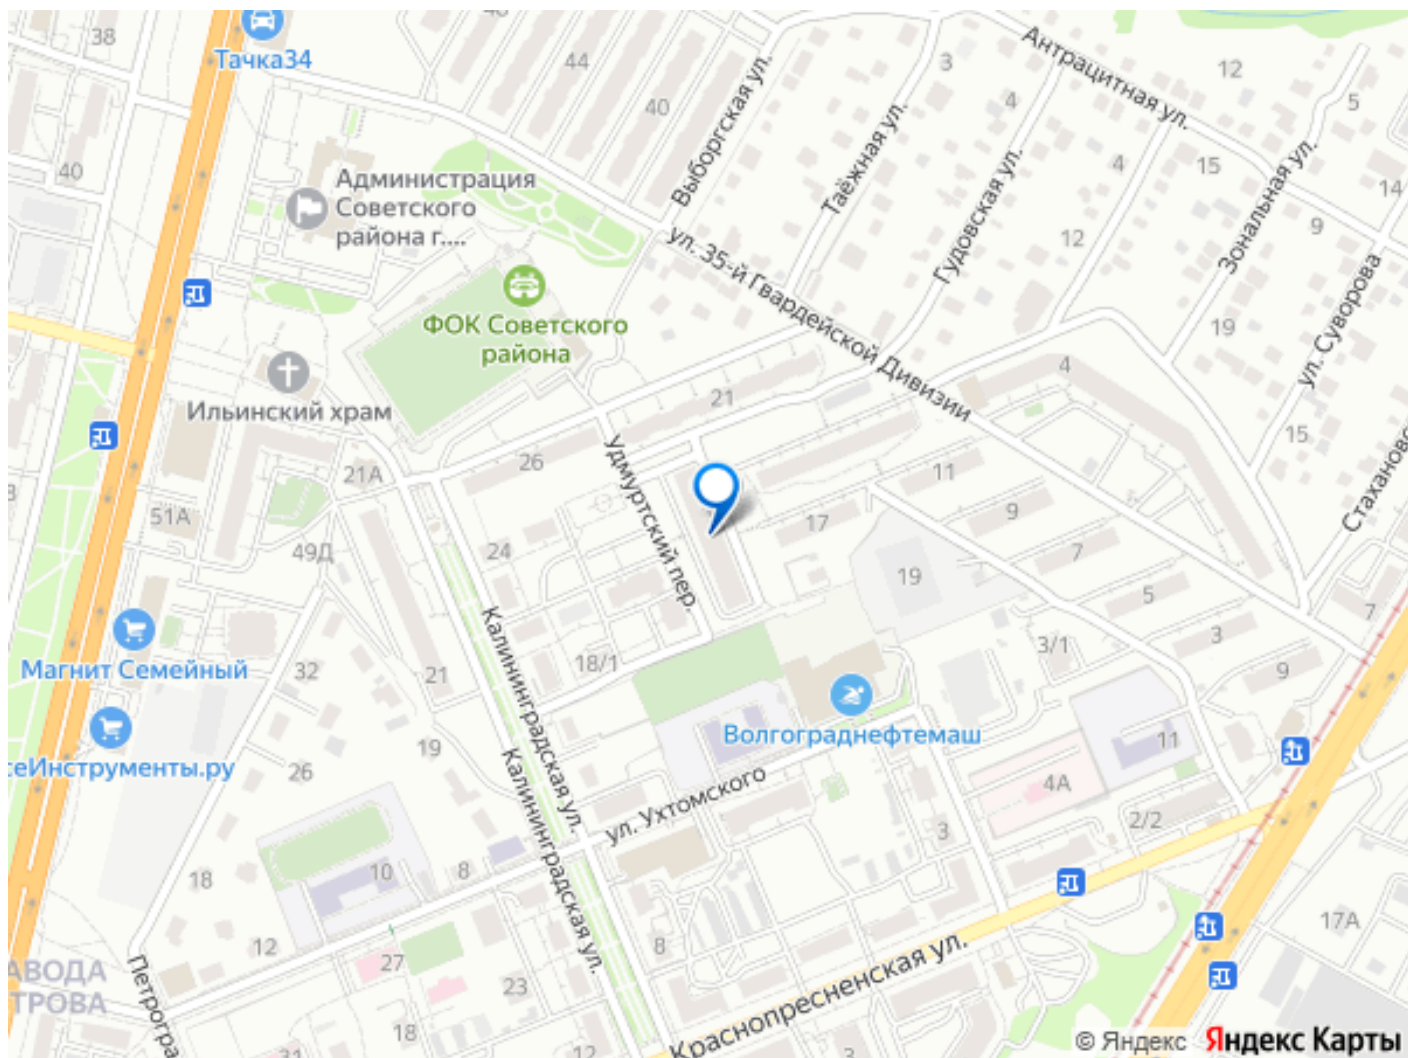 38
40
Тачка34
44
40
Выборгская ул.
3
Таёжная ул.
4
Гудовская ул.
Антрацитная ул.
12
5
4
15
Зональная ул.
14
9
12
40
Администрация
Советского
района г....
ул. 35-й Гвардейской Дивизии
ФОК Советского
района
19
ул. Суворова
Ильинский храм
21
4
15
26
21А
Удмуртский пер.
11
9
17
51А
49Д
24
7
19
5
7
3
3/1
9
Калининградская ул.
18/1
Магнит Семейный
32
21
Волгограднефтемаш
11
19
26
сеИнструменты.ру
Калининградская ул.
ул. Ухтомского
4А
2/2
3
10
8
18
12
8
17А
АВОДА
ТРОВА
Петрогра
27
23
18
31
12
Краснопресненская ул.
© Яндекс Яндекс Карты